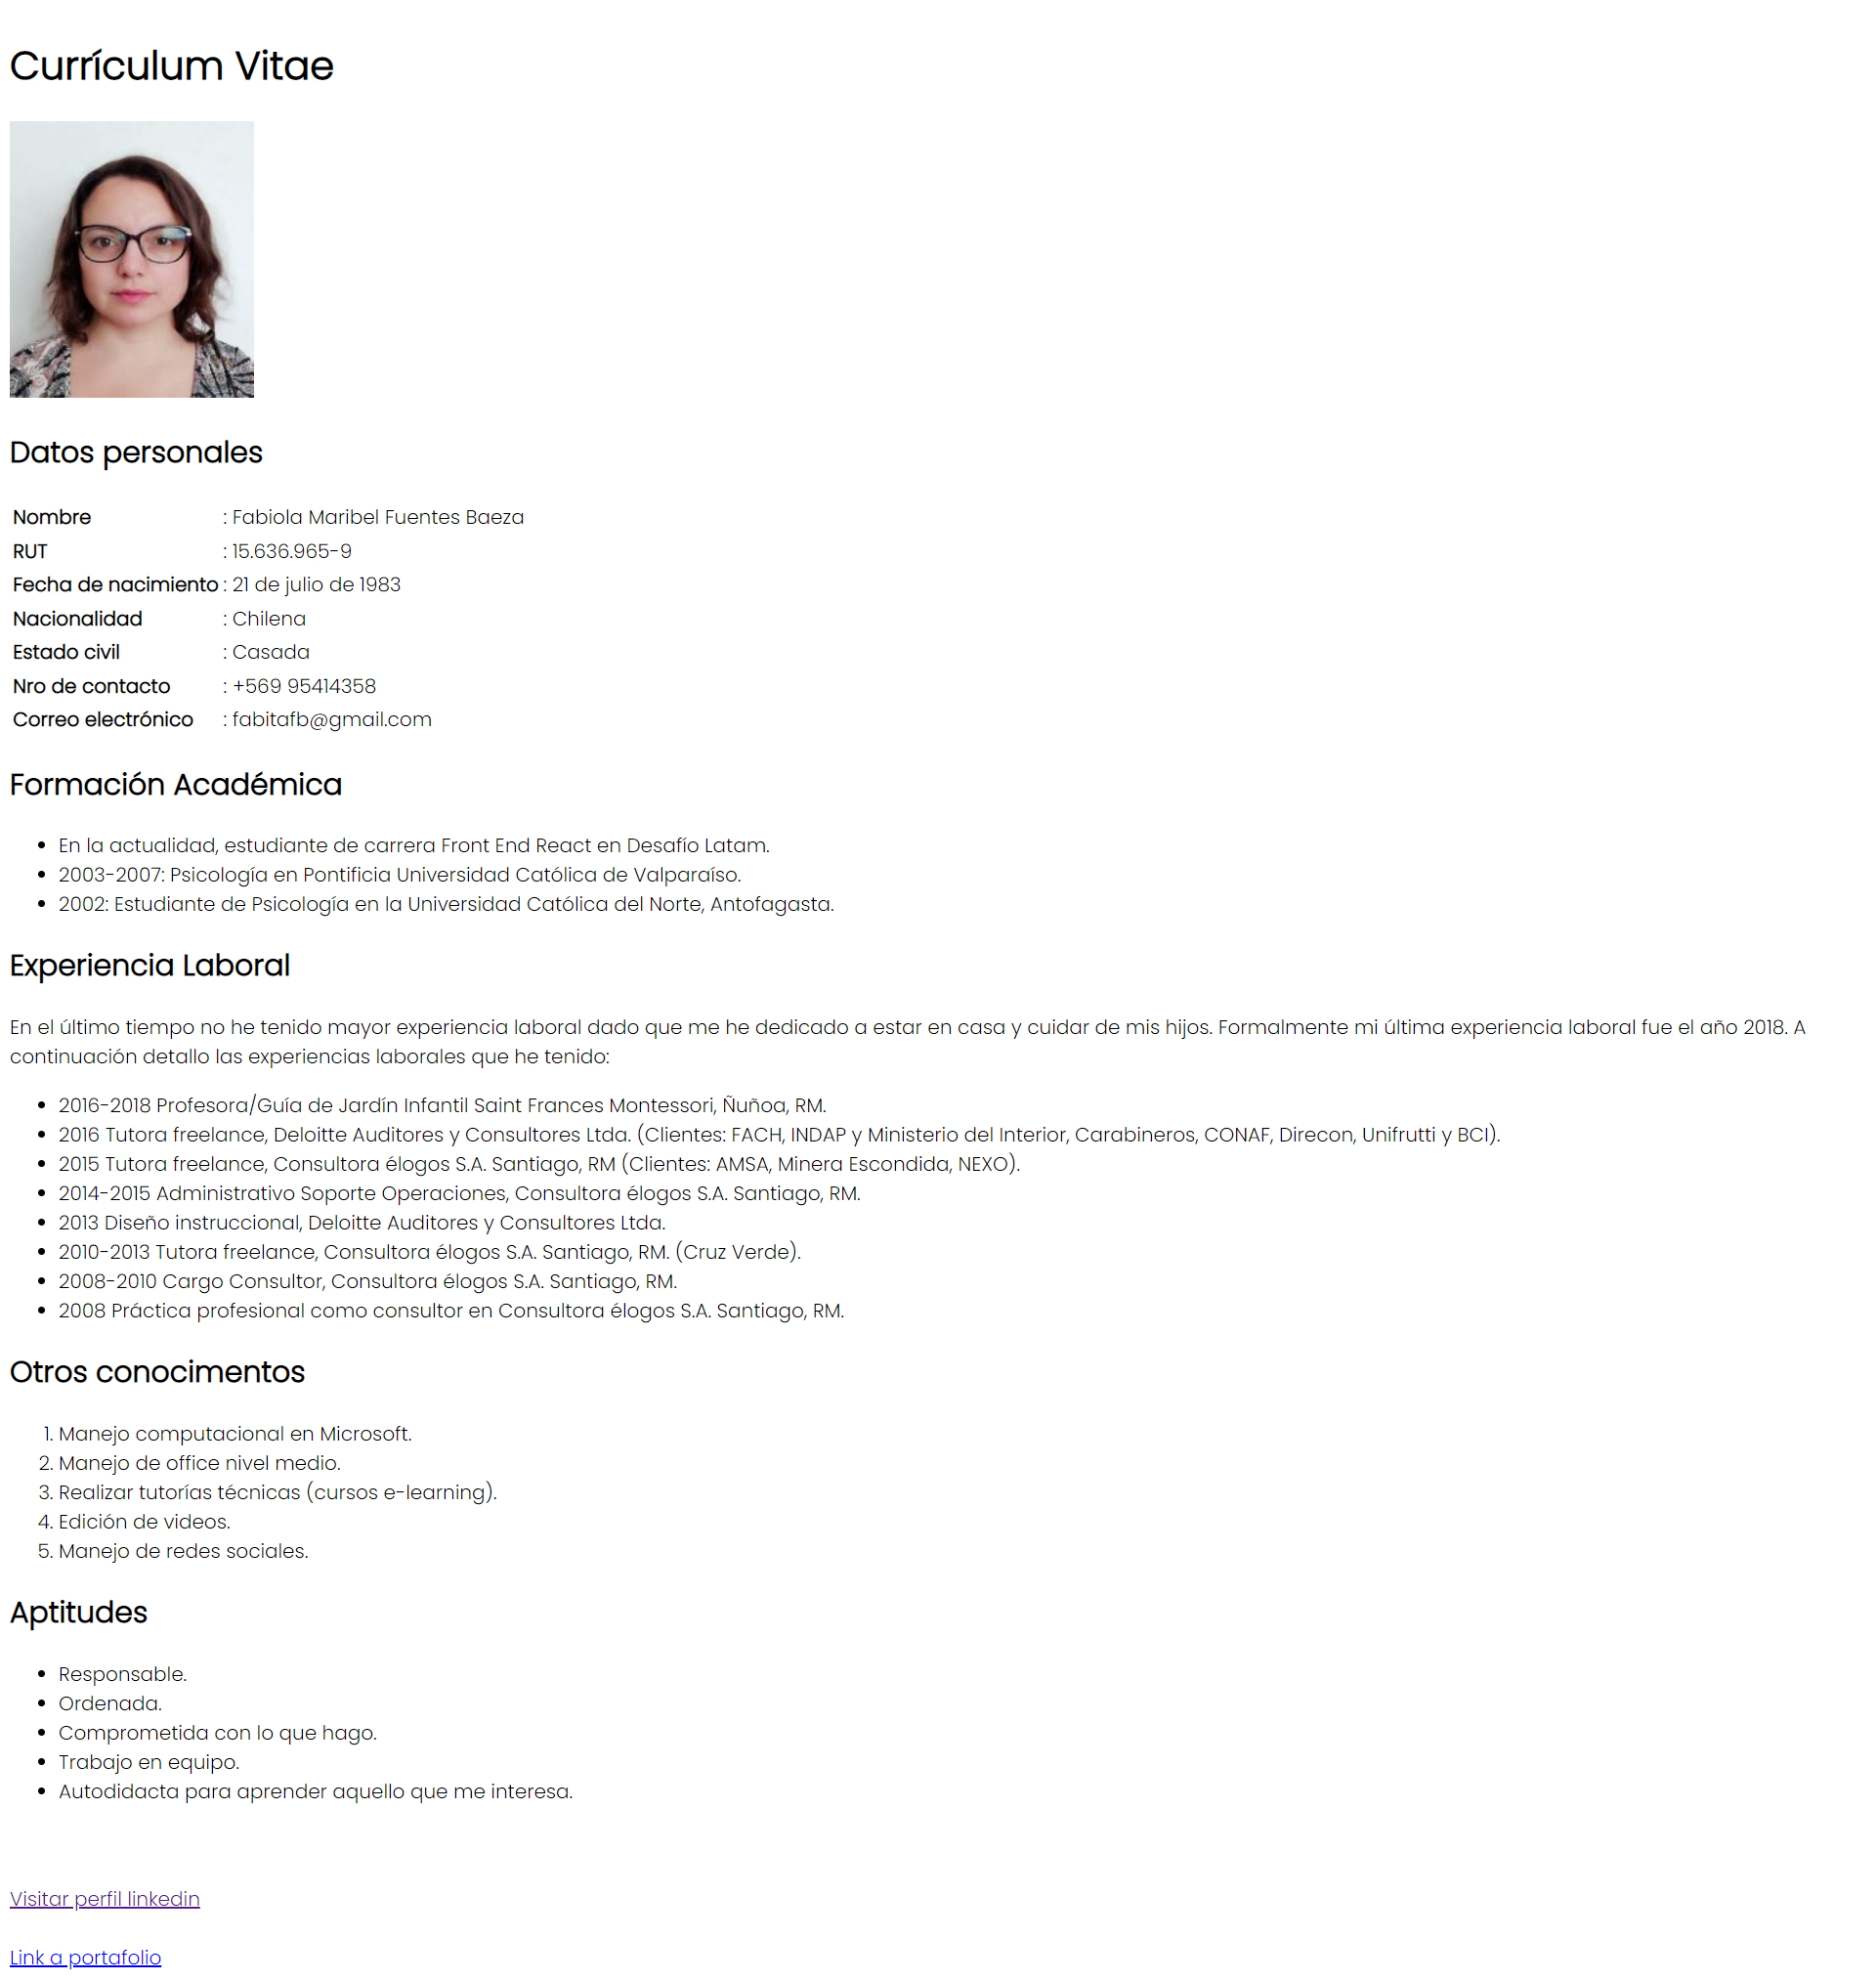 Currículum Vitae
Datos personales
Nombre : Fabiola Maribel Fuentes Baeza
RUT : 15.636.965-9
Fecha de nacimiento : 21 de julio de 1983
Nacionalidad : Chilena
Estado civil : Casada
Nro de contacto : +569 95414358
Correo electrónico : fabitafb@gmail.com
Formación Académica
• En la actualidad, estudiante de carrera Front End React en Desafío Latam.
• 2003-2007: Psicología en Pontificia Universidad Católica de Valparaíso.
• 2002: Estudiante de Psicología en la Universidad Católica del Norte, Antofagasta.
Experiencia Laboral
En el último tiempo no he tenido mayor experiencia laboral dado que me he dedicado a estar en casa y cuidar de mis hijos. Formalmente mi última experiencia laboral fue el año 2018. A
continuación detallo las experiencias laborales que he tenido:
• 2016-2018 Profesora/Guía de Jardín Infantil Saint Frances Montessori, Ñuñoa, RM.
• 2016 Tutora freelance, Deloitte Auditores y Consultores Ltda. (Clientes: FACH, INDAP y Ministerio del Interior, Carabineros, CONAF, Direcon, Unifrutti y BCI).
• 2015 Tutora freelance, Consultora élogos S.A. Santiago, RM (Clientes: AMSA, Minera Escondida, NEXO).
• 2014-2015 Administrativo Soporte Operaciones, Consultora élogos S.A. Santiago, RM.
• 2013 Diseño instruccional, Deloitte Auditores y Consultores Ltda.
• 2010-2013 Tutora freelance, Consultora élogos S.A. Santiago, RM. (Cruz Verde).
• 2008-2010 Cargo Consultor, Consultora élogos S.A. Santiago, RM.
• 2008 Práctica profesional como consultor en Consultora élogos S.A. Santiago, RM.
Otros conocimentos
1. Manejo computacional en Microsoft.
2. Manejo de office nivel medio.
3. Realizar tutorías técnicas (cursos e-learning).
4. Edición de videos.
5. Manejo de redes sociales.
Aptitudes
• Responsable.
• Ordenada.
• Comprometida con lo que hago.
• Trabajo en equipo.
• Autodidacta para aprender aquello que me interesa.
Visitar perfil linkedin
Link a portafolio